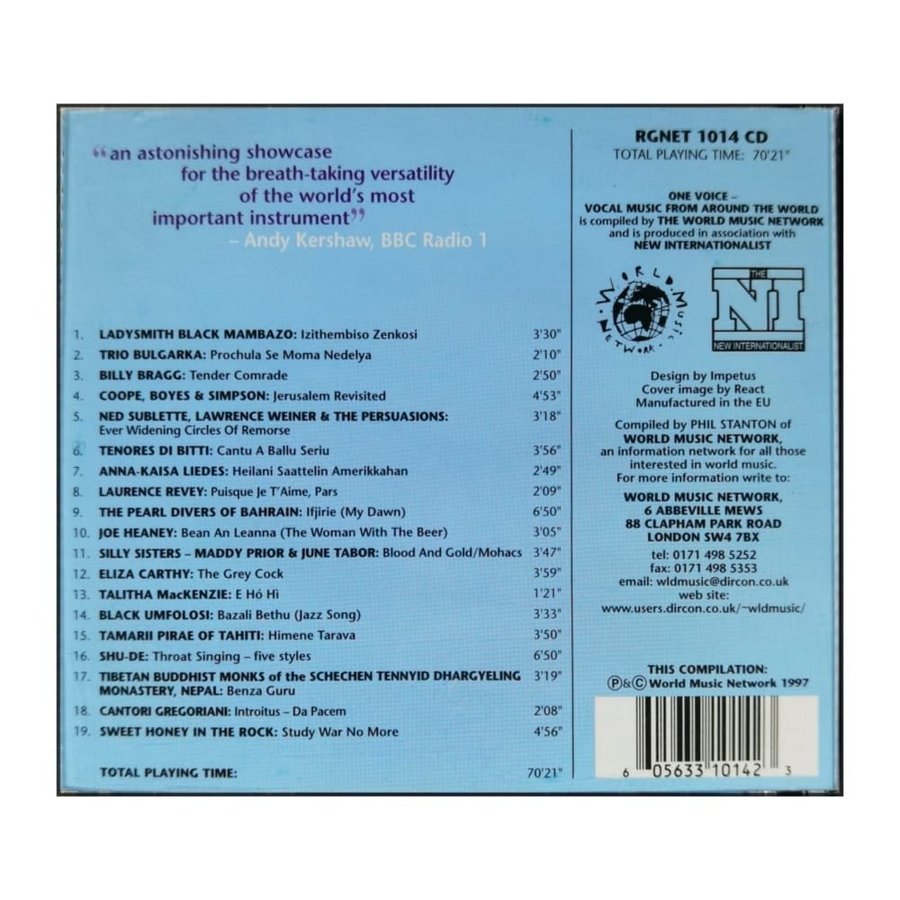 “an astonishing showcase
for the breath-taking versatility
of the world's most
important instrument”
– Andy Kershaw, BBC Radio 1
1. LADYSMITH BLACK MAMBAZO: Izithembiso Zenkosi 3'30"
2. TRIO BULGARKA: Prochula Se Moma Nedelya 2'10"
3. BILLY BRAGG: Tender Comrade 2'50"
4. COOPE, BOYES & SIMPSON: Jerusalem Revisited 4'53"
5. NED SUBLETTE, LAWRENCE WEINER & THE PERSUASIONS: 3'18"
Ever Widening Circles Of Remorse
6. TENORES DI BITTI: Cantu A Ballu Seriu 3'56"
7. ANNA-KAISA LIEDES: Heilani Saattelin Amerikkahan 2'49"
8. LAURENCE REVEY: Puisque Je T'Aime, Pars 2'09"
9. THE PEARL DIVERS OF BAHRAIN: Ifjirie (My Dawn) 6'50"
10. JOE HEANEY: Bean An Leanna (The Woman With The Beer) 3'05"
11. SILLY SISTERS – MADDY PRIOR & JUNE TABOR: Blood And Gold/Mohacs 3'47"
12. ELIZA CARTHY: The Grey Cock 3'59"
13. TALITHA MacKENZIE: E Hó Hì 1'21"
14. BLACK UMFOLOSI: Bazali Bethu (Jazz Song) 3'33"
15. TAMARII PIRAE OF TAHITI: Himene Tarava 3'50"
16. SHU-DE: Throat Singing – five styles 6'50"
17. TIBETAN BUDDHIST MONKS of the SCHECHEN TENNYID DHARGYELING 3'19"
MONASTERY, NEPAL: Benza Guru
18. CANTORI GREGORIANI: Introitus – Da Pacem 2'08"
19. SWEET HONEY IN THE ROCK: Study War No More 4'56"
TOTAL PLAYING TIME: 70'21"
RGNET 1014 CD
TOTAL PLAYING TIME: 70'21"
ONE VOICE –
VOCAL MUSIC FROM AROUND THE WORLD
is compiled by THE WORLD MUSIC NETWORK
and is produced in association with
NEW INTERNATIONALIST
WORLD MUSIC NETWORK
THE
NI
NEW INTERNATIONALIST
Design by Impetus
Cover image by React
Manufactured in the EU
Compiled by PHIL STANTON of
WORLD MUSIC NETWORK,
an information network for all those
interested in world music.
For more information write to:
WORLD MUSIC NETWORK,
6 ABBEVILLE MEWS
88 CLAPHAM PARK ROAD
LONDON SW4 7BX
tel: 0171 498 5252
fax: 0171 498 5353
email: wldmusic@dircon.co.uk
web site:
www.users.dircon.co.uk/~wldmusic/
THIS COMPILATION:
Ⓟ&© World Music Network 1997
6 05633 10142 3